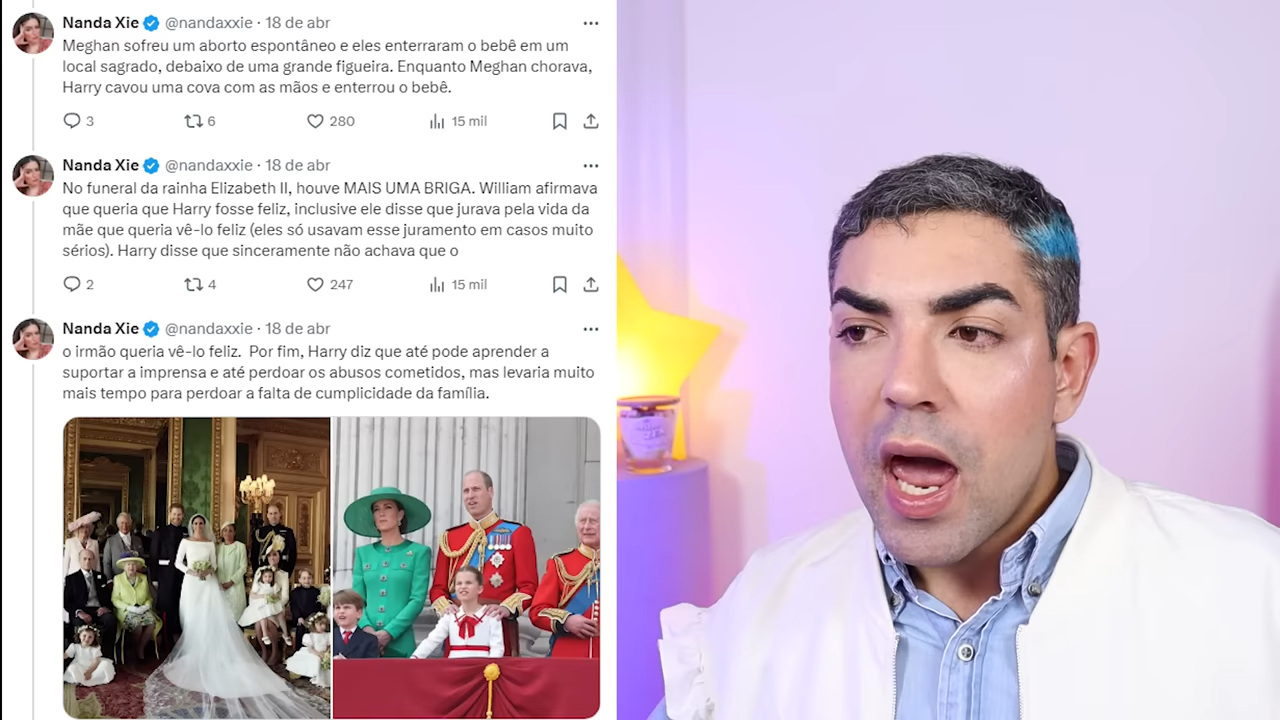 Nanda Xie @nandaxxie · 18 de abr
Meghan sofreu um aborto espontâneo e eles enterraram o bebê em um
local sagrado, debaixo de uma grande figueira. Enquanto Meghan chorava,
Harry cavou uma cova com as mãos e enterrou o bebê.
3 6 280 15 mil
Nanda Xie @nandaxxie · 18 de abr
No funeral da rainha Elizabeth II, houve MAIS UMA BRIGA. William afirmava
que queria que Harry fosse feliz, inclusive ele disse que jurava pela vida da
mãe que queria vê-lo feliz (eles só usavam esse juramento em casos muito
sérios). Harry disse que sinceramente não achava que o
2 4 247 15 mil
Nanda Xie @nandaxxie · 18 de abr
o irmão queria vê-lo feliz.  Por fim, Harry diz que até pode aprender a
suportar a imprensa e até perdoar os abusos cometidos, mas levaria muito
mais tempo para perdoar a falta de cumplicidade da família.